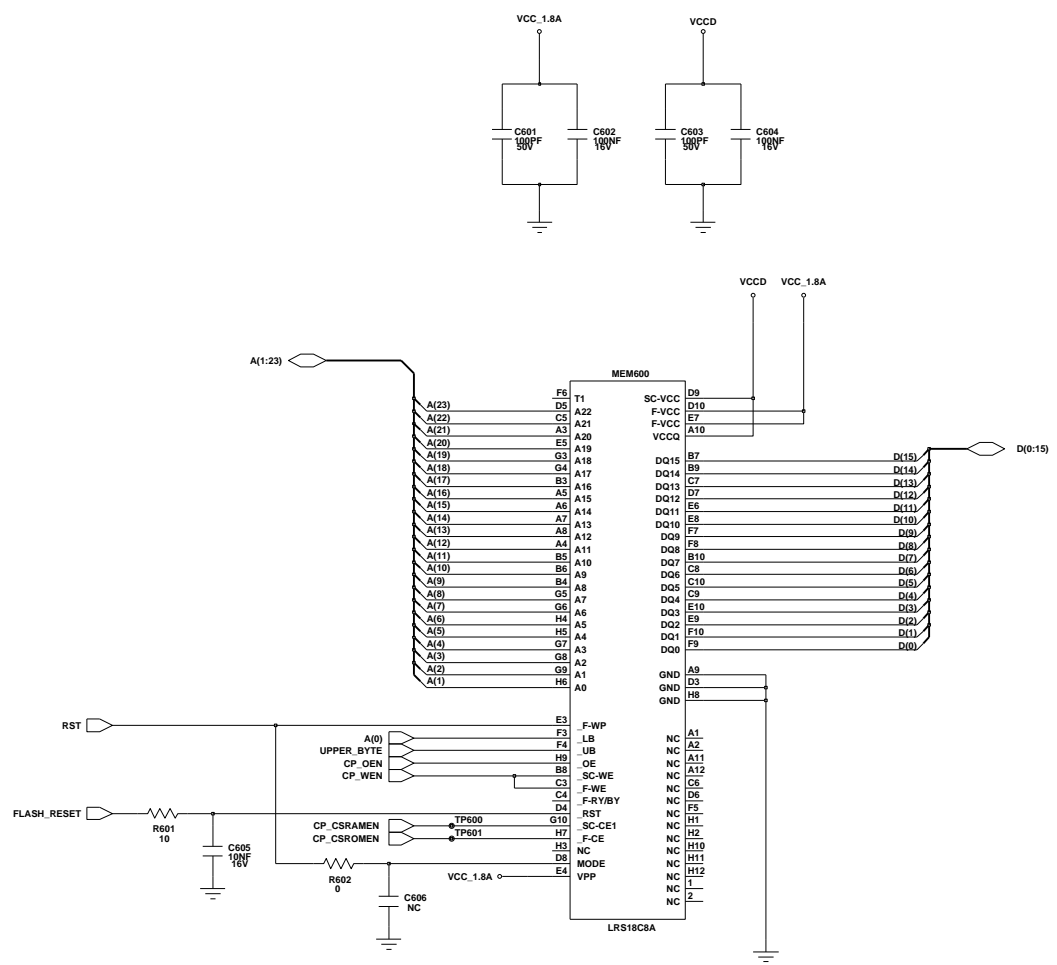 VCC_1.8A
VCCD
C601
100PF
50V
C602
100NF
16V
C603
100PF
50V
C604
100NF
16V
VCCD
VCC_1.8A
A(1:23)
D(0:15)
MEM600
F6 T1
A(23) D5 A22
A(22) C5 A21
A(21) A3 A20
A(20) E5 A19
A(19) G3 A18
A(18) G4 A17
A(17) B3 A16
A(16) A5 A15
A(15) A6 A14
A(14) A7 A13
A(13) A8 A12
A(12) A4 A11
A(11) B5 A10
A(10) B6 A9
A(9) B4 A8
A(8) G5 A7
A(7) G6 A6
A(6) H4 A5
A(5) H5 A4
A(4) G7 A3
A(3) G8 A2
A(2) G9 A1
A(1) H6 A0
SC-VCC D9
F-VCC D10
F-VCC E7
VCCQ A10
DQ15 B7 D(15)
DQ14 B9 D(14)
DQ13 C7 D(13)
DQ12 D7 D(12)
DQ11 E6 D(11)
DQ10 E8 D(10)
DQ9 F7 D(9)
DQ8 F8 D(8)
DQ7 B10 D(7)
DQ6 C8 D(6)
DQ5 C10 D(5)
DQ4 C9 D(4)
DQ3 E10 D(3)
DQ2 E9 D(2)
DQ1 F10 D(1)
DQ0 F9 D(0)
GND A9
GND D3
GND H8
RST E3 _F-WP
A(0) F3 _LB
UPPER_BYTE F4 _UB
CP_OEN H9 _OE
CP_WEN B8 _SC-WE
C3 _F-WE
C4 _F-RY/BY
FLASH_RESET D4 _RST
CP_CSRAMEN TP600 G10 _SC-CE1
CP_CSROMEN TP601 H7 _F-CE
H3 NC
D8 MODE
VCC_1.8A E4 VPP
R601
10
C605
10NF
16V
R602
0
C606
NC
NC A1
NC A2
NC A11
NC A12
NC C6
NC D6
NC F5
NC H1
NC H2
NC H10
NC H11
NC H12
NC 1
NC 2
LRS18C8A